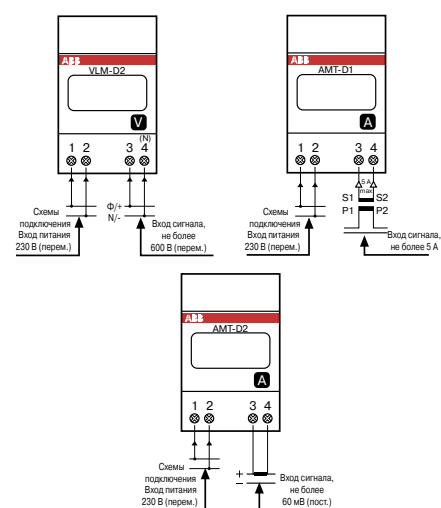 ABB
VLM-D2
V
(N)
1 2 3 4
Ф/+
N/-
Схемы
подключения
Вход питания
230 В (перем.)
Вход сигнала,
не более
600 В (перем.)
ABB
AMT-D1
A
1 2 3 4
5 A
max
S1 S2
P1 P2
Схемы
подключения
Вход питания
230 В (перем.)
Вход сигнала,
не более 5 А
ABB
AMT-D2
A
1 2 3 4
+
–
Схемы
подключения
Вход питания
230 В (перем.)
Вход сигнала,
не более
60 мВ (пост.)